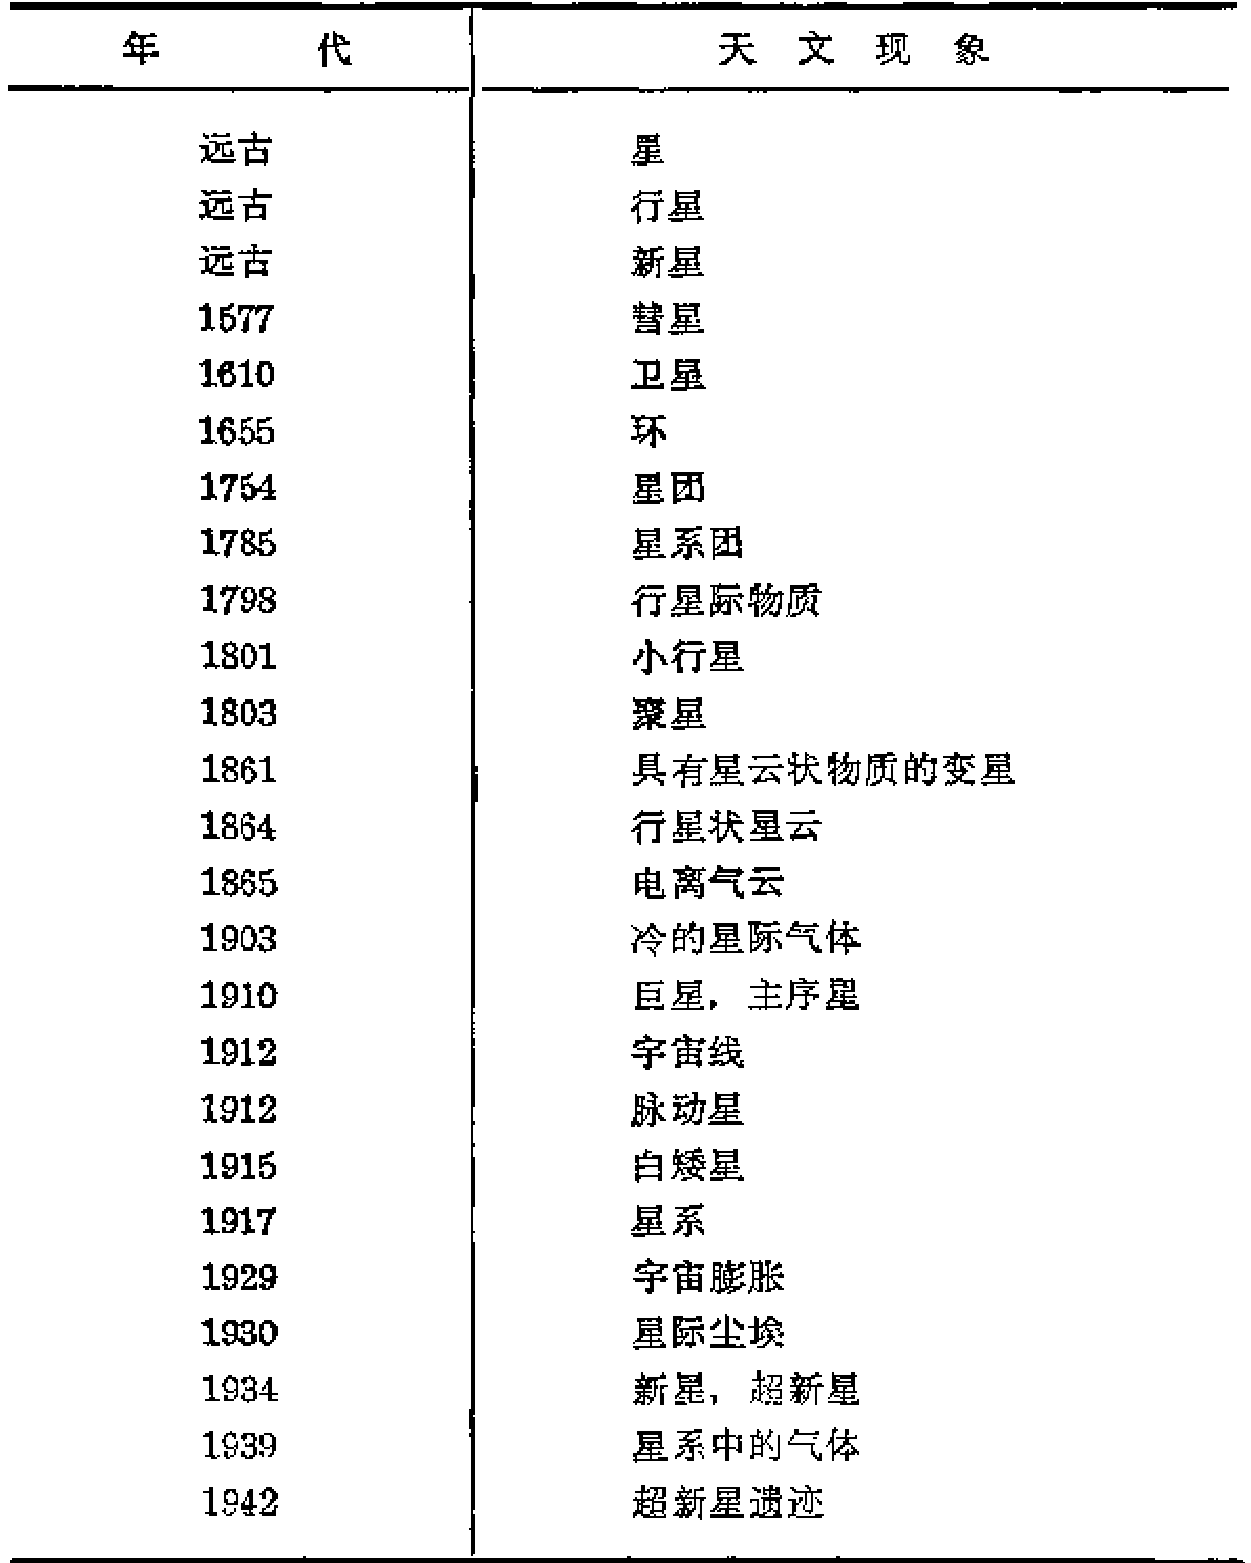 年 代 天文现象
远古 星
远古 行星
远古 新星
1577 彗星
1610 卫星
1655 环
1754 星团
1785 星系团
1798 行星际物质
1801 小行星
1803 聚星
1861 具有星云状物质的变星
1864 行星状星云
1865 电离气云
1903 冷的星际气体
1910 巨星，主序星
1912 宇宙线
1912 脉动星
1915 白矮星
1917 星系
1929 宇宙膨胀
1930 星际尘埃
1934 新星，超新星
1939 星系中的气体
1942 超新星遗迹